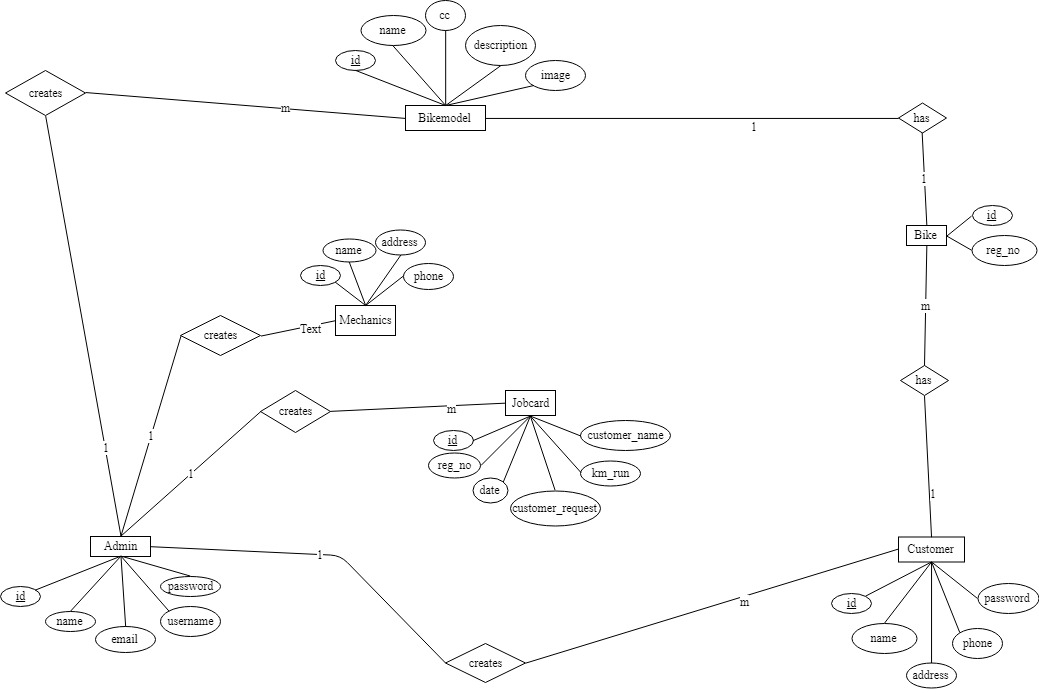 cc
name
description
id
image
creates
m
Bikemodel
has
1
1
id
Bike
reg_no
name
address
id
phone
m
Mechanics
creates
Text
has
creates
m
Jobcard
1
id
customer_name
reg_no
km_run
date
customer_request
1
1
1
Admin
1
Customer
id
password
name
username
email
m
id
password
name
phone
address
creates